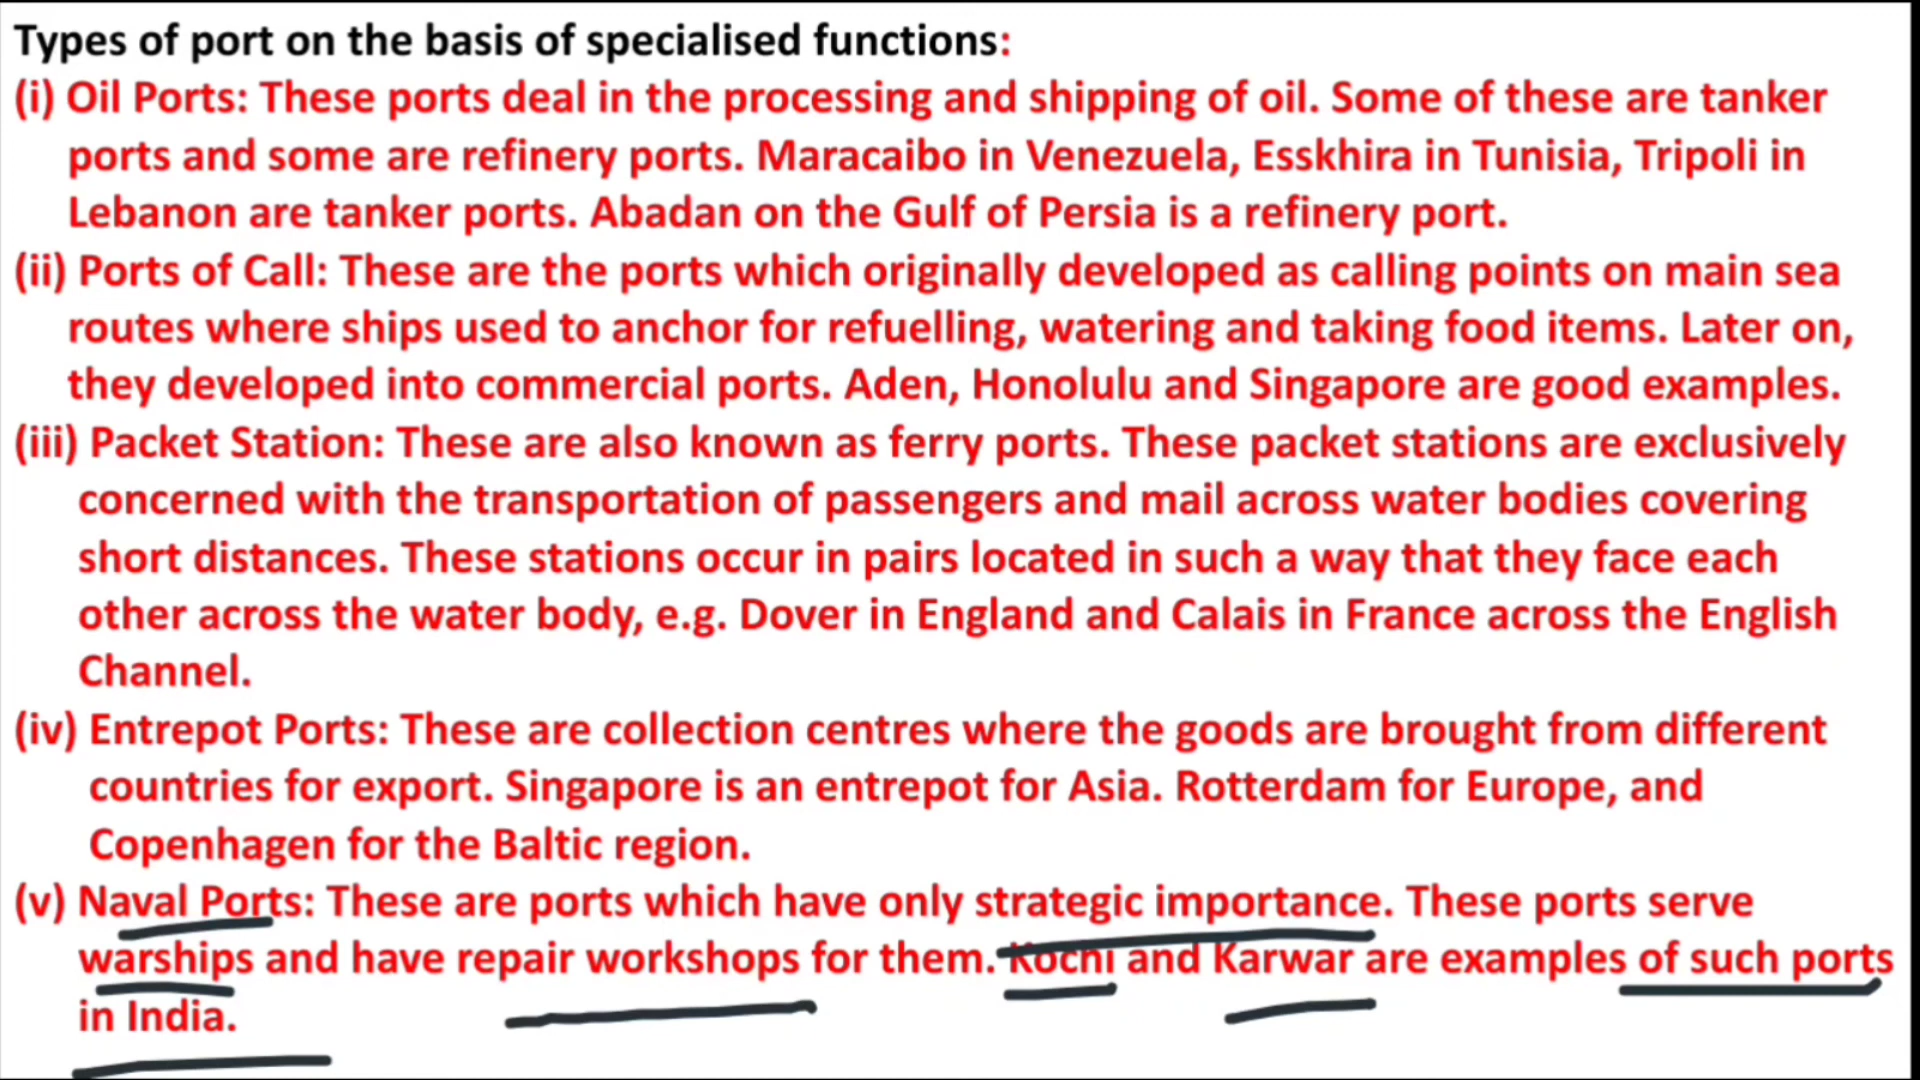 Types of port on the basis of specialised functions:
(i) Oil Ports: These ports deal in the processing and shipping of oil. Some of these are tanker
ports and some are refinery ports. Maracaibo in Venezuela, Esskhira in Tunisia, Tripoli in
Lebanon are tanker ports. Abadan on the Gulf of Persia is a refinery port.
(ii) Ports of Call: These are the ports which originally developed as calling points on main sea
routes where ships used to anchor for refuelling, watering and taking food items. Later on,
they developed into commercial ports. Aden, Honolulu and Singapore are good examples.
(iii) Packet Station: These are also known as ferry ports. These packet stations are exclusively
concerned with the transportation of passengers and mail across water bodies covering
short distances. These stations occur in pairs located in such a way that they face each
other across the water body, e.g. Dover in England and Calais in France across the English
Channel.
(iv) Entrepot Ports: These are collection centres where the goods are brought from different
countries for export. Singapore is an entrepot for Asia. Rotterdam for Europe, and
Copenhagen for the Baltic region.
(v) Naval Ports: These are ports which have only strategic importance. These ports serve
warships and have repair workshops for them. Kochi and Karwar are examples of such ports
in India.